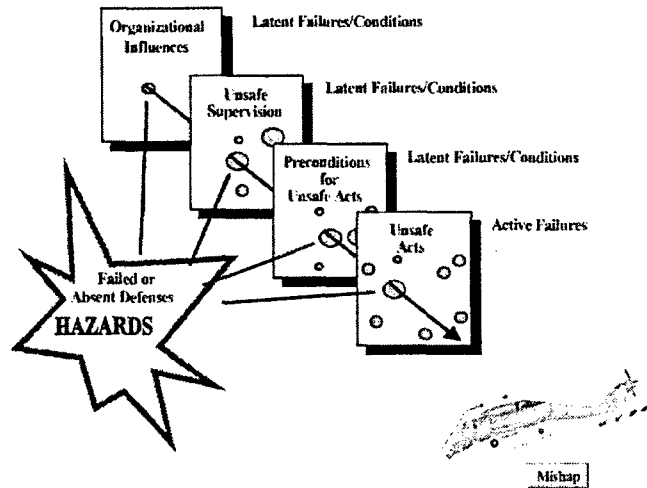 Organizational
Influences
Latent Failures/Conditions
Unsafe
Supervision
Latent Failures/Conditions
Preconditions
for
Unsafe Acts
Latent Failures/Conditions
Unsafe
Acts
Active Failures
Failed or
Absent Defenses
HAZARDS
Mishap